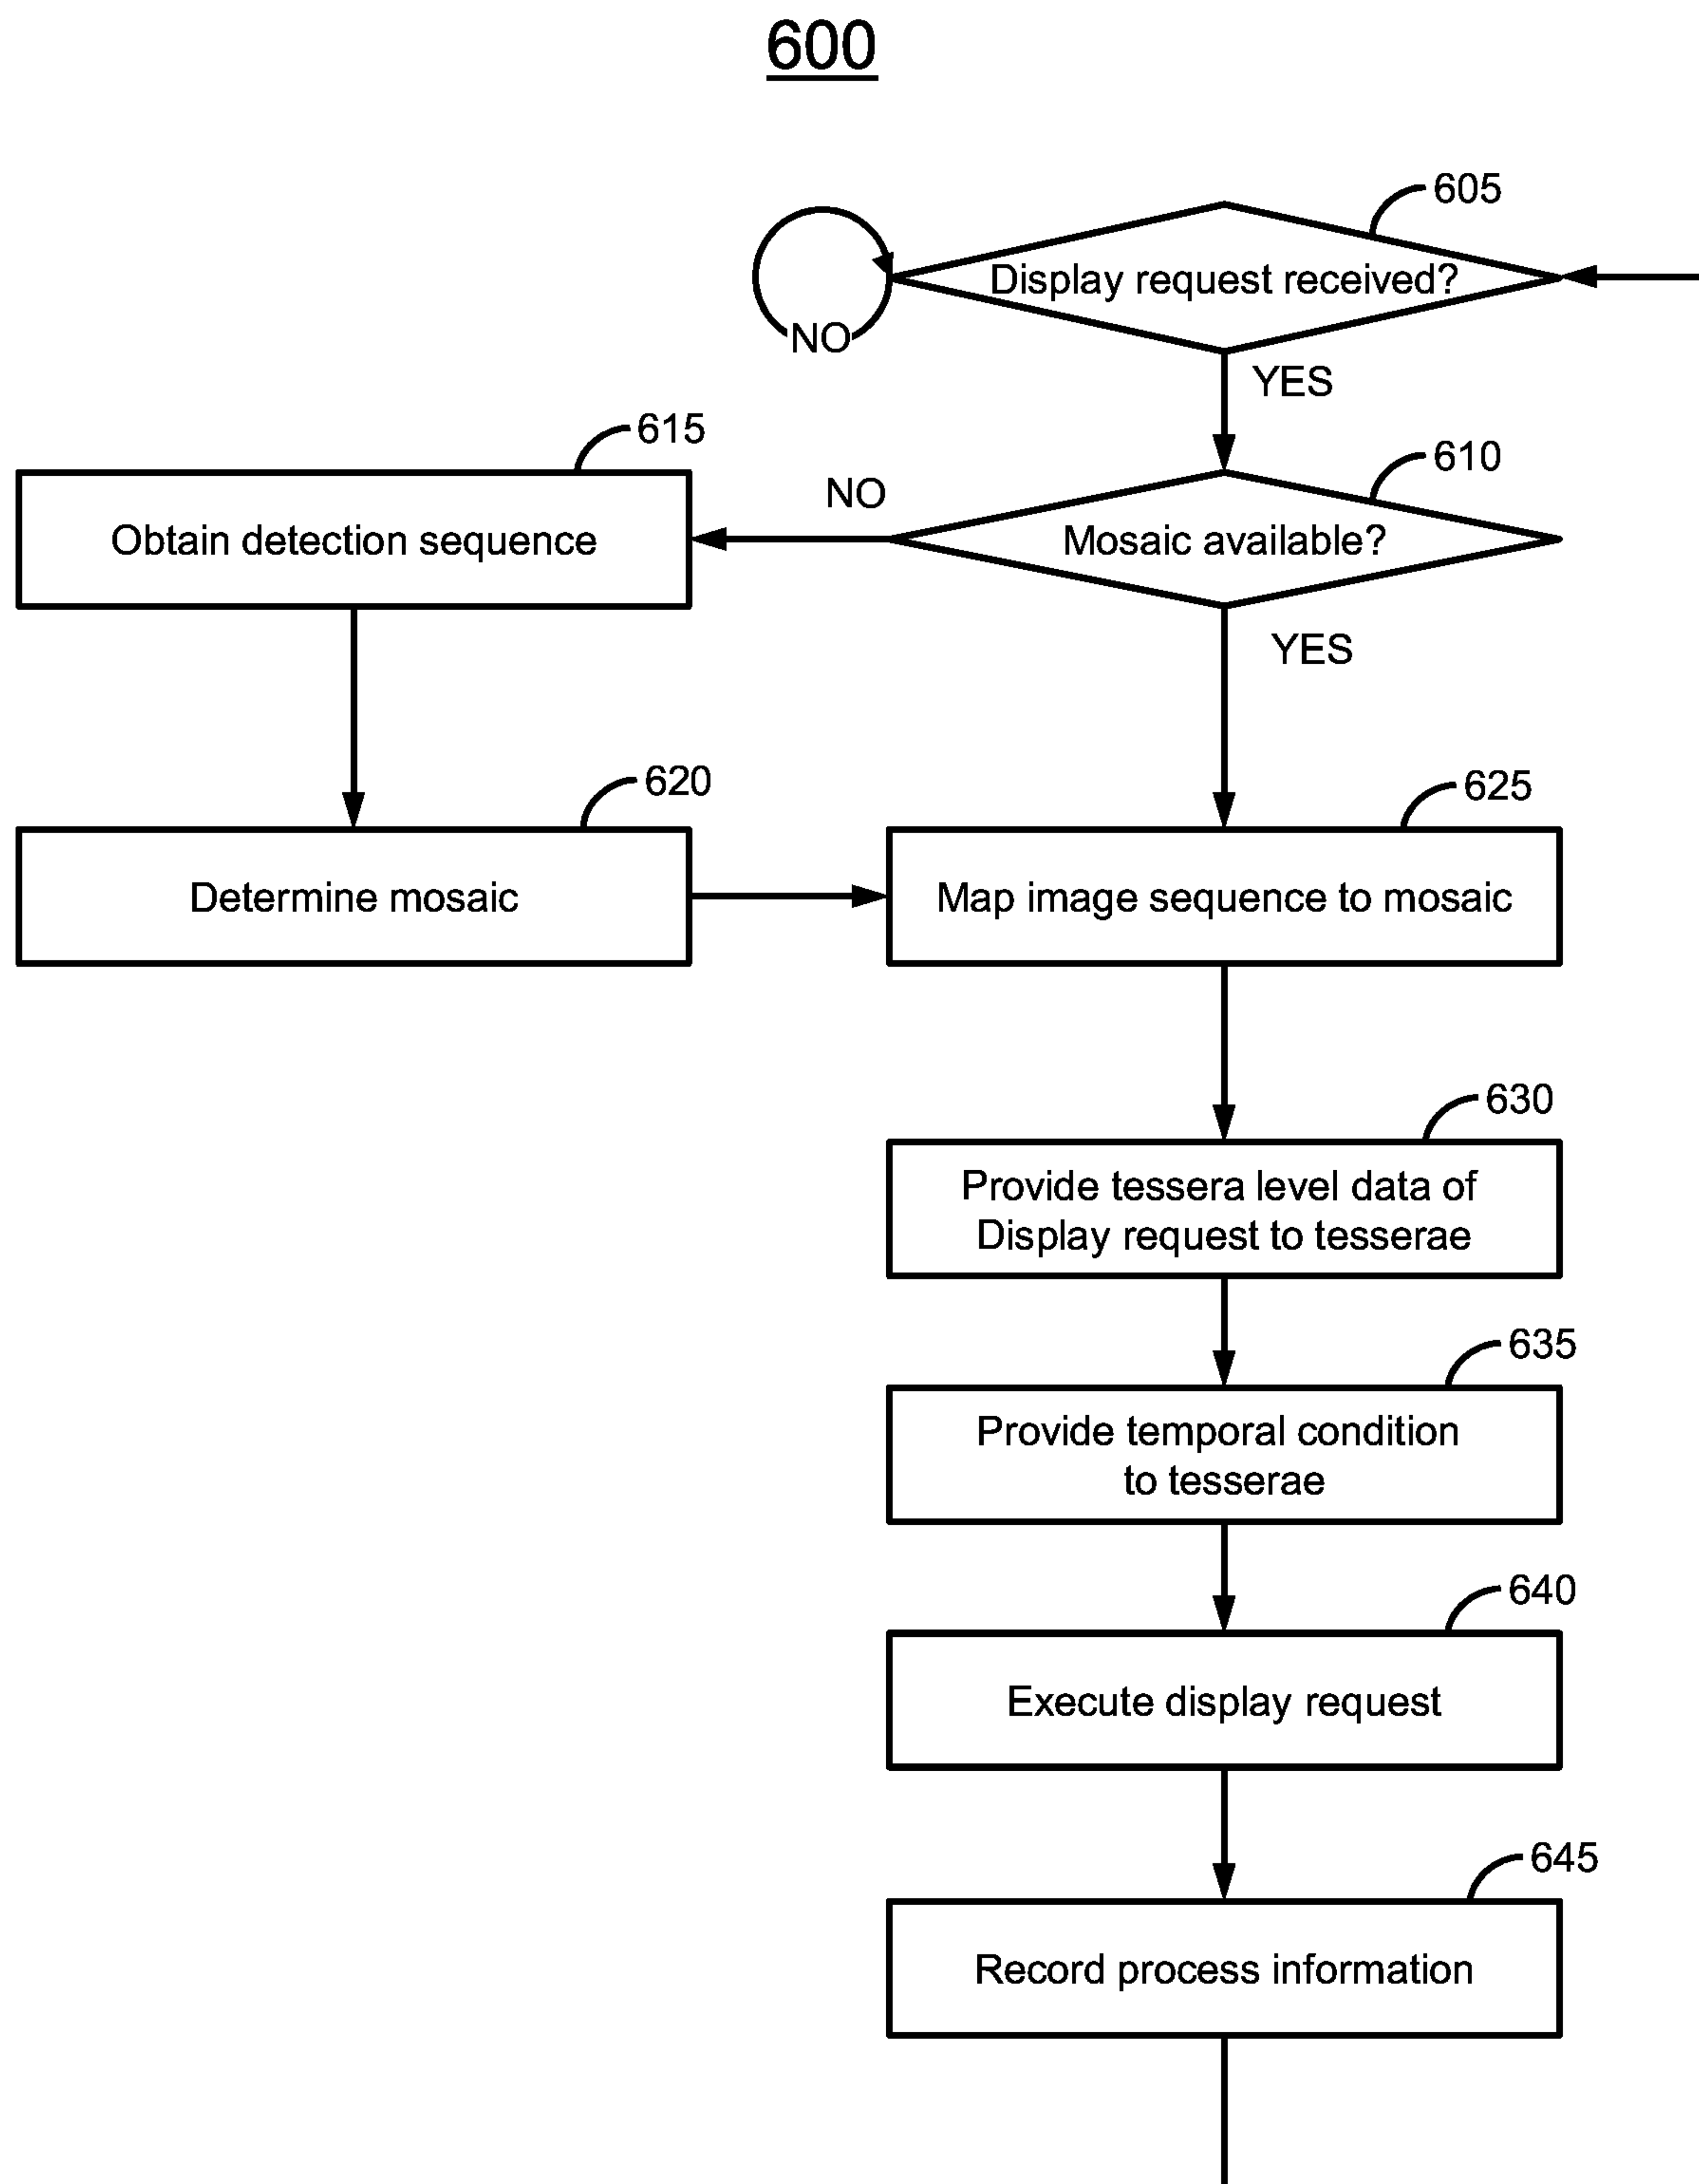 600
605
Display request received?
NO
YES
615
610
NO
Obtain detection sequence
Mosaic available?
YES
620
625
Determine mosaic
Map image sequence to mosaic
630
Provide tessera level data of
Display request to tesserae
635
Provide temporal condition
to tesserae
640
Execute display request
645
Record process information